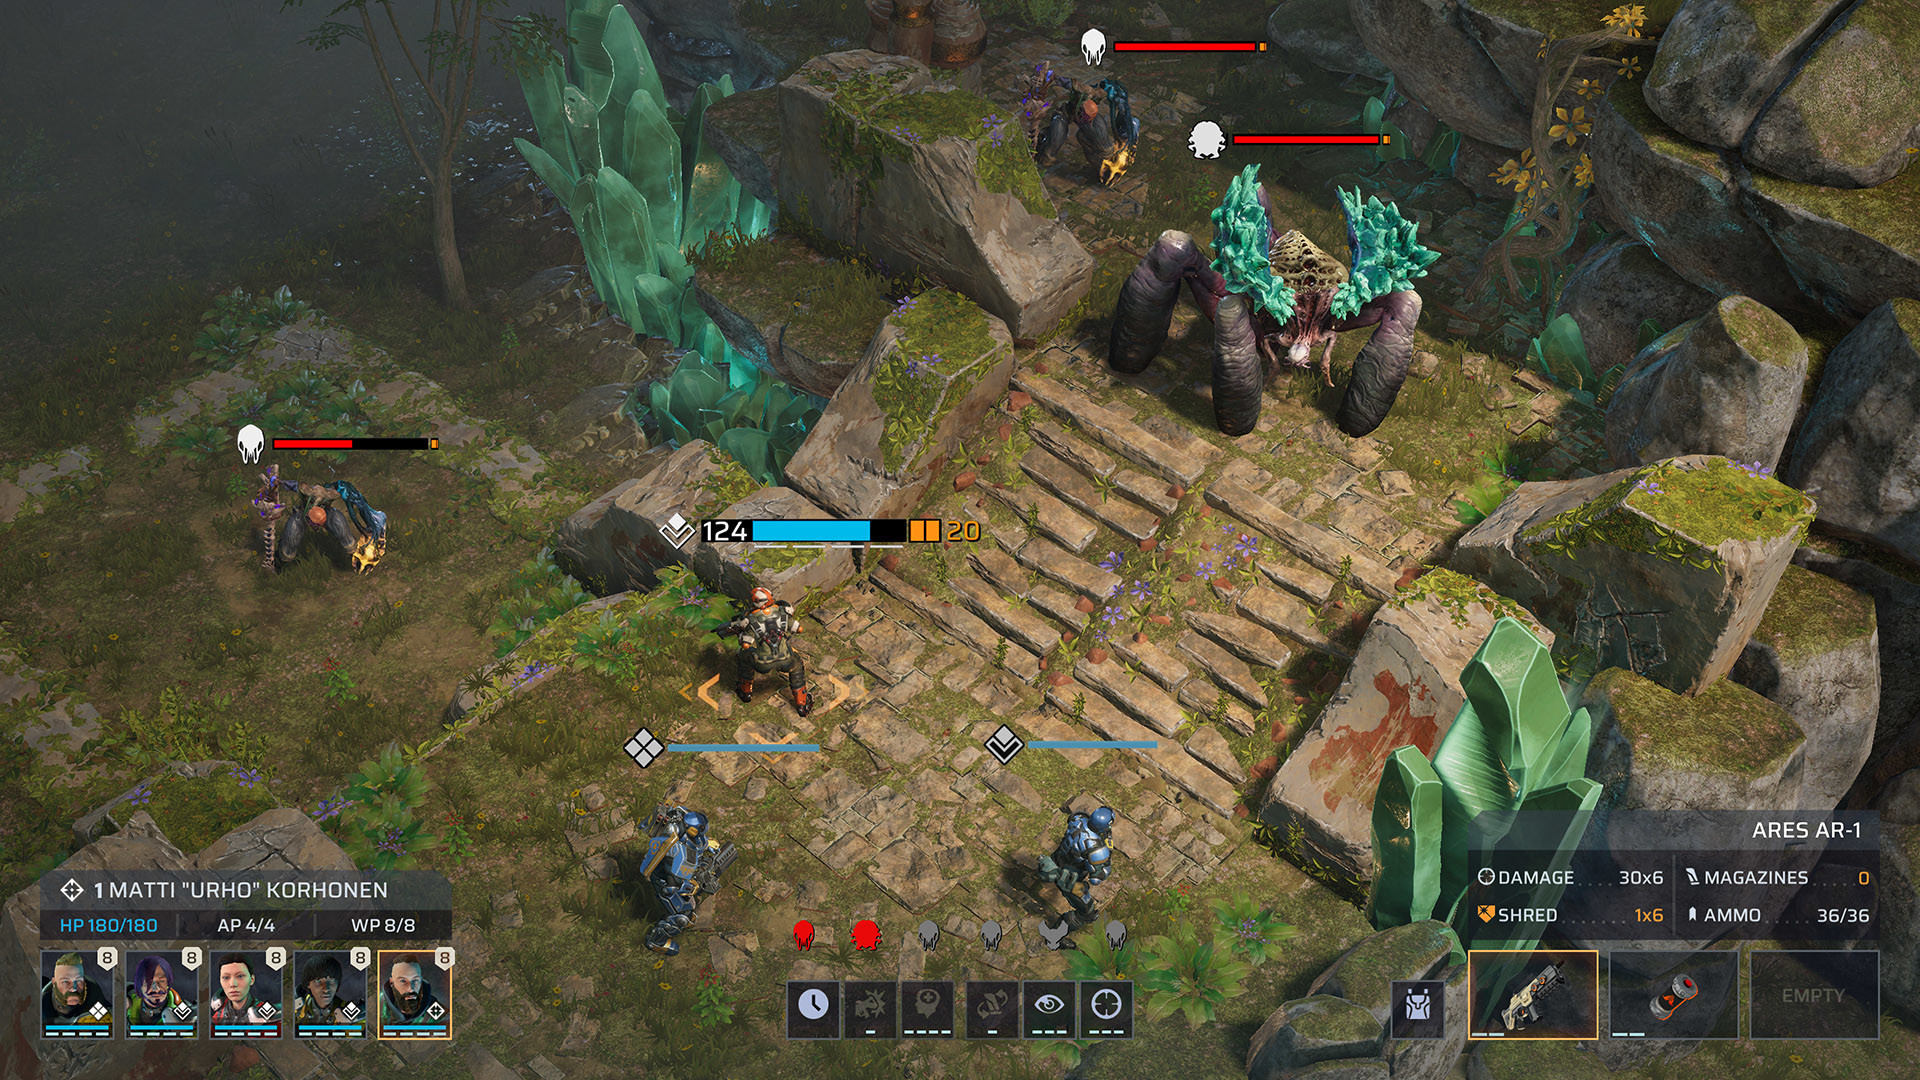 124 20
1 MATTI "URHO" KORHONEN
HP 180/180 AP 4/4 WP 8/8
8 8 8 8 8
ARES AR-1
DAMAGE 30x6 MAGAZINES 0
SHRED 1x6 AMMO 36/36
EMPTY